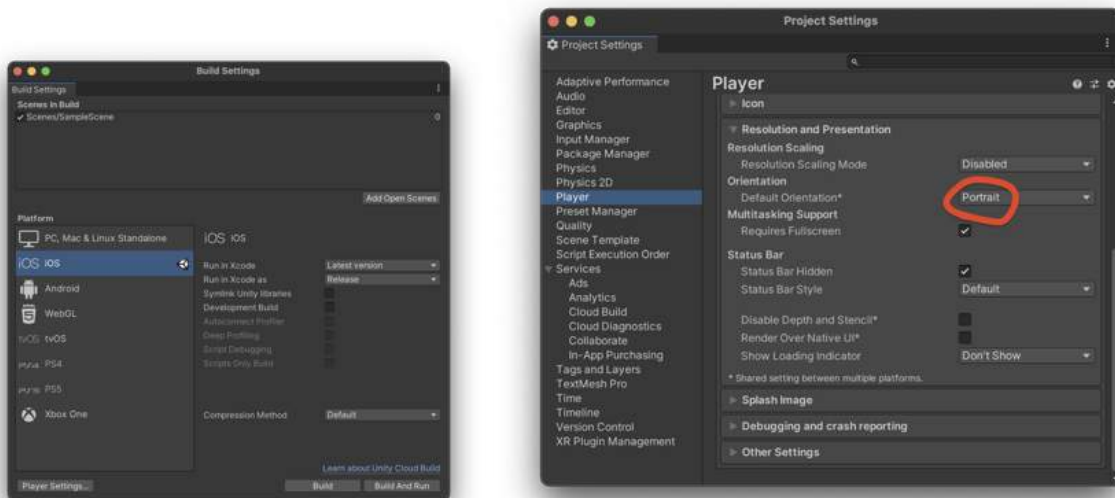 Build Settings
Build Settings
Scenes In Build
Scenes/SampleScene 0
Add Open Scenes
Platform
PC, Mac & Linux Standalone
iOS iOS
Android
WebGL
tvOS tvOS
PS4 PS4
PS5
Xbox One
iOS iOS
Run in Xcode Latest version
Run in Xcode as Release
Symlink Unity libraries
Development Build
Autoconnect Profiler
Deep Profiling
Script Debugging
Scripts Only Build
Compression Method Default
Learn about Unity Cloud Build
Player Settings... Build Build And Run
Project Settings
Project Settings
Adaptive Performance
Audio
Editor
Graphics
Input Manager
Package Manager
Physics
Physics 2D
Player
Preset Manager
Quality
Scene Template
Script Execution Order
Services
Ads
Analytics
Cloud Build
Cloud Diagnostics
Collaborate
In-App Purchasing
Tags and Layers
TextMesh Pro
Time
Timeline
Version Control
XR Plugin Management
Player
Icon
Resolution and Presentation
Resolution Scaling
Resolution Scaling Mode Disabled
Orientation
Default Orientation* Portrait
Multitasking Support
Requires Fullscreen
Status Bar
Status Bar Hidden
Status Bar Style Default
Disable Depth and Stencil*
Render Over Native UI*
Show Loading Indicator Don't Show
* Shared setting between multiple platforms.
Splash Image
Debugging and crash reporting
Other Settings